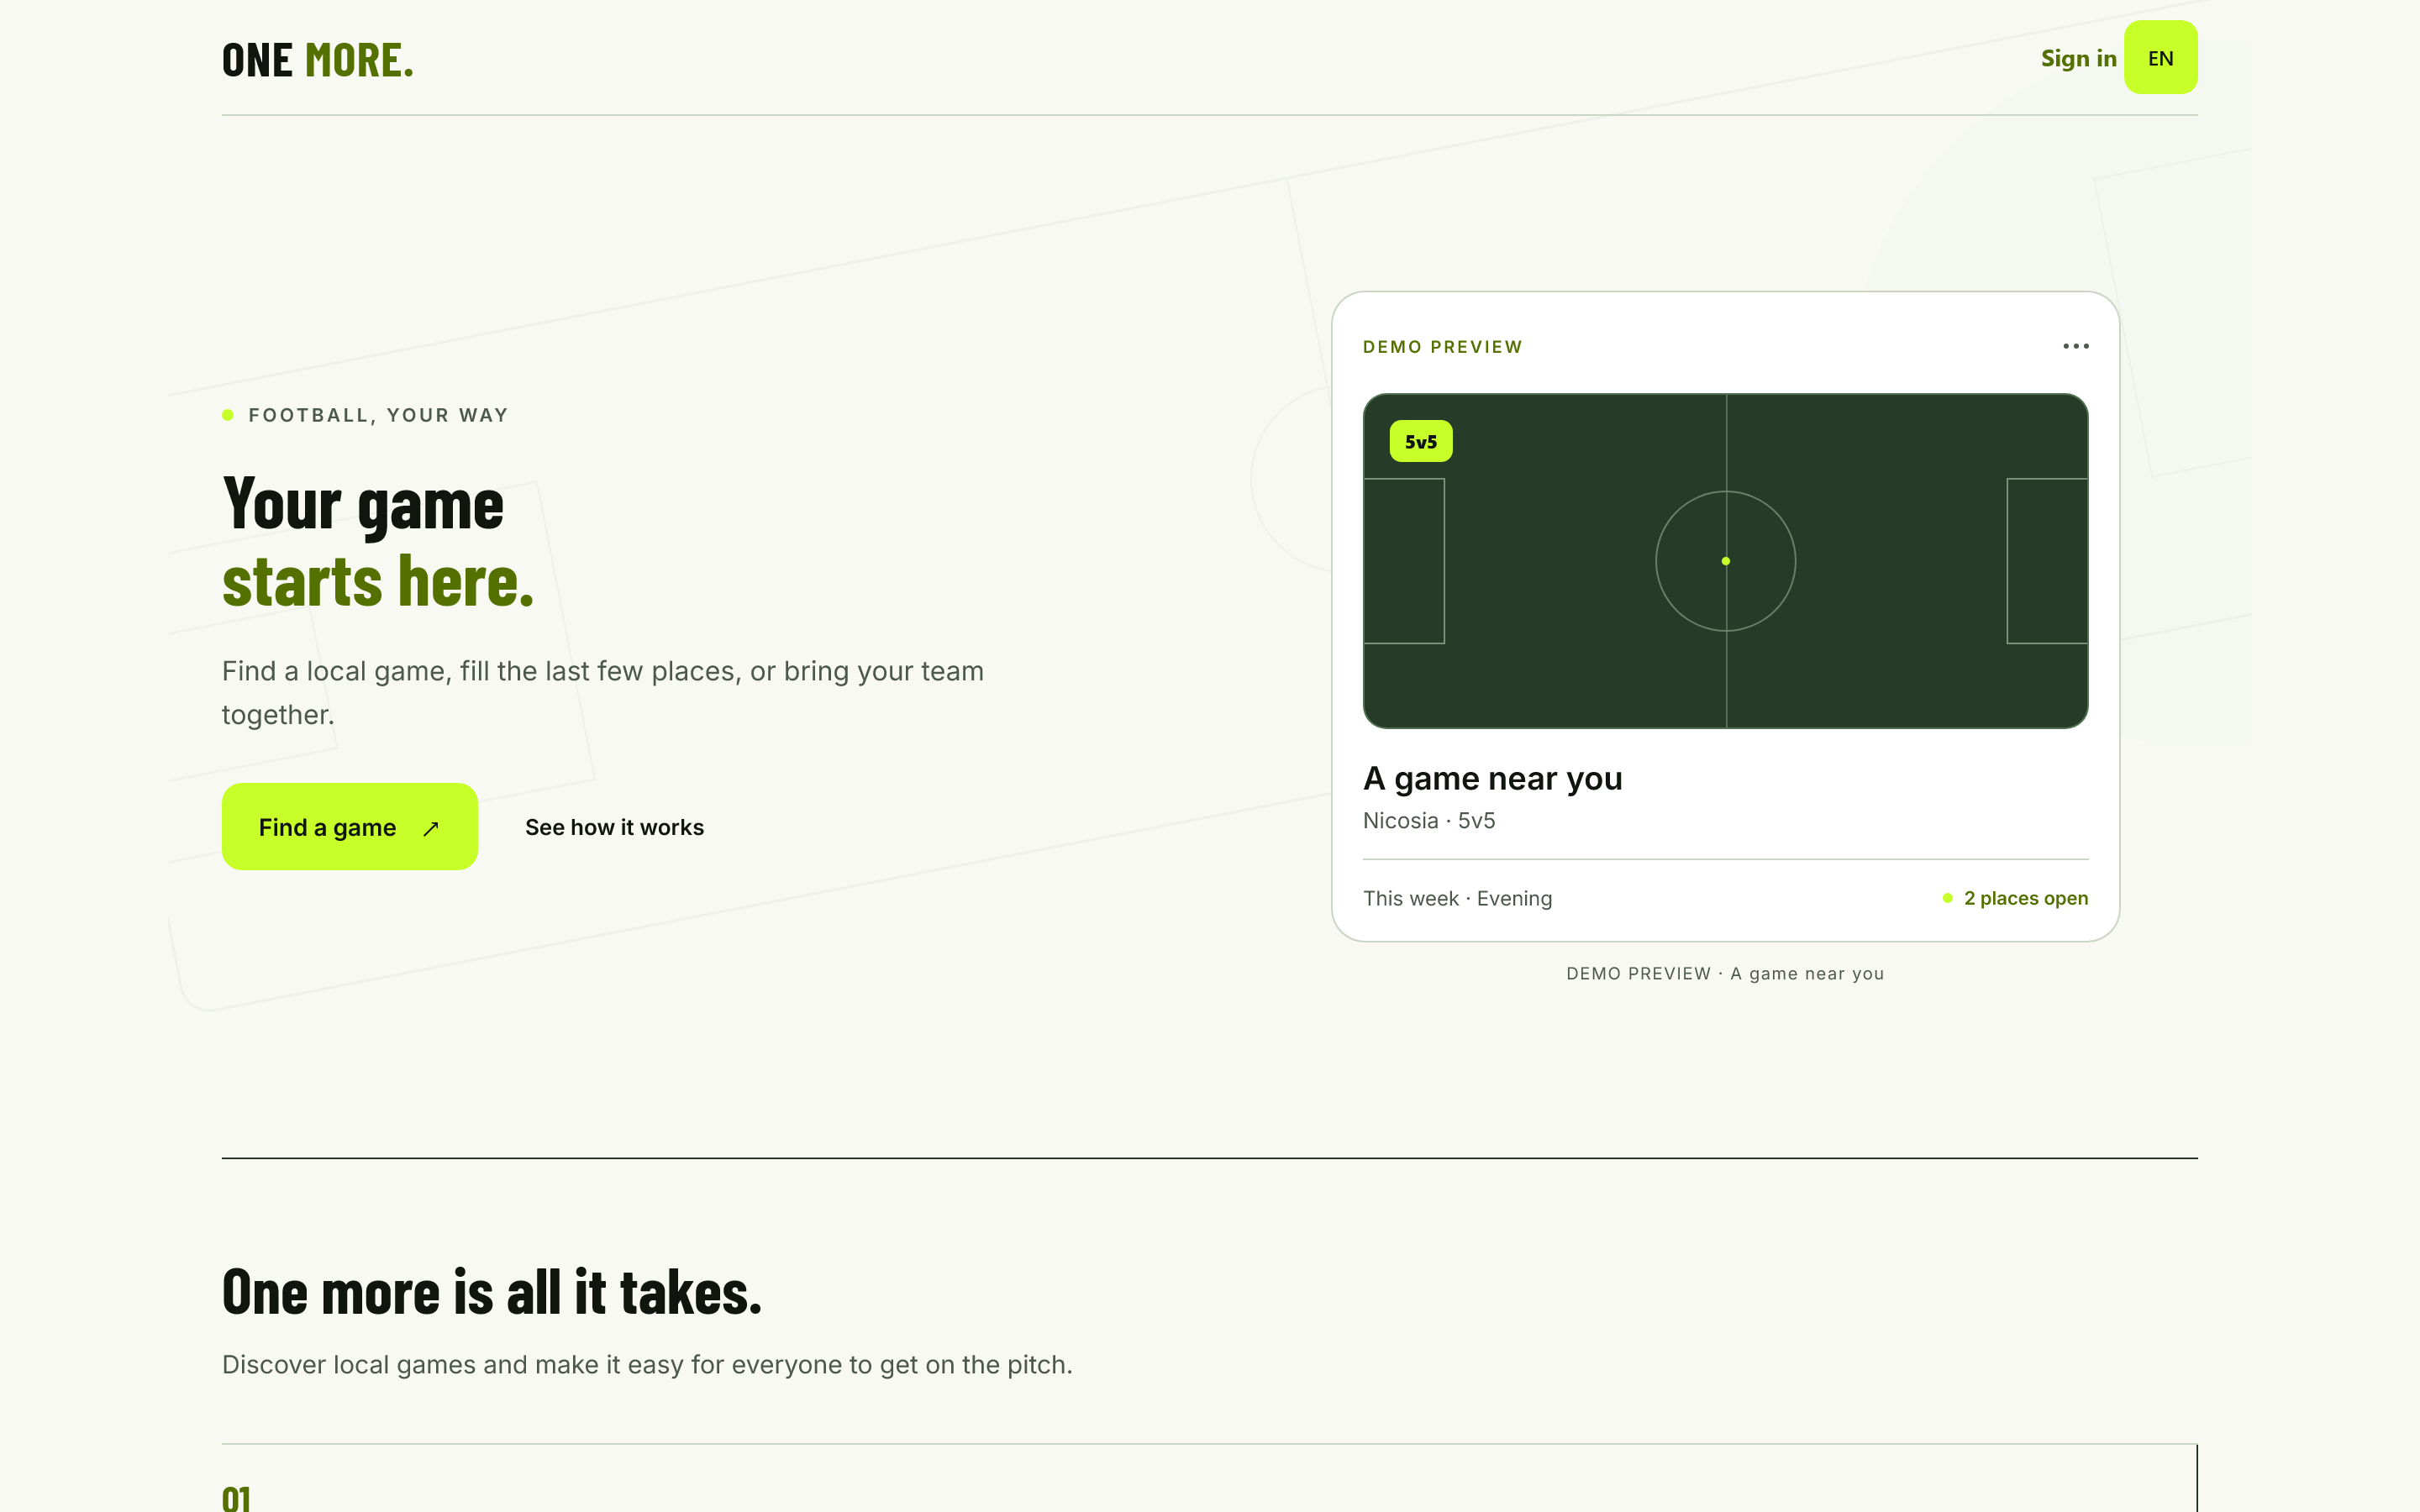 ONE MORE.
Sign in
EN
FOOTBALL, YOUR WAY
Your game
starts here.
Find a local game, fill the last few places, or bring your team
together.
Find a game ↗
See how it works
DEMO PREVIEW
5v5
A game near you
Nicosia · 5v5
This week · Evening
2 places open
DEMO PREVIEW · A game near you
One more is all it takes.
Discover local games and make it easy for everyone to get on the pitch.
01